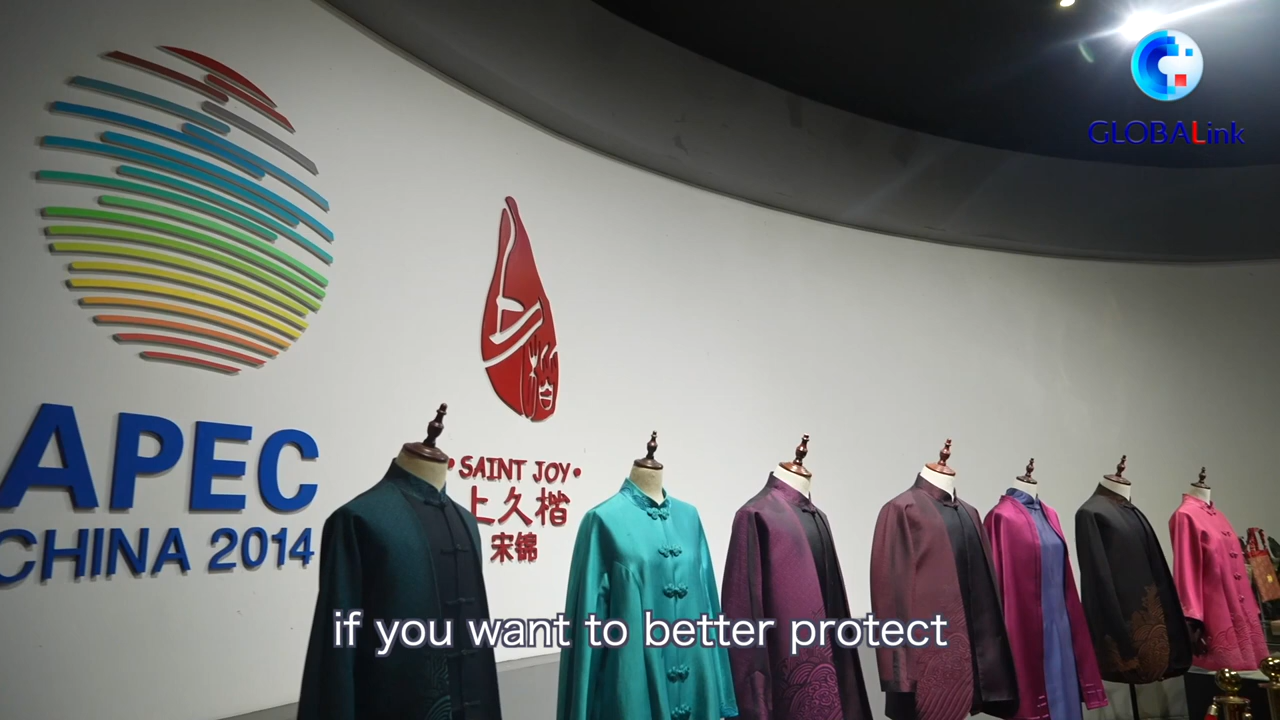 GLOBALink
APEC
CHINA 2014
•SAINT JOY•
上久楷
宋锦
if you want to better protect